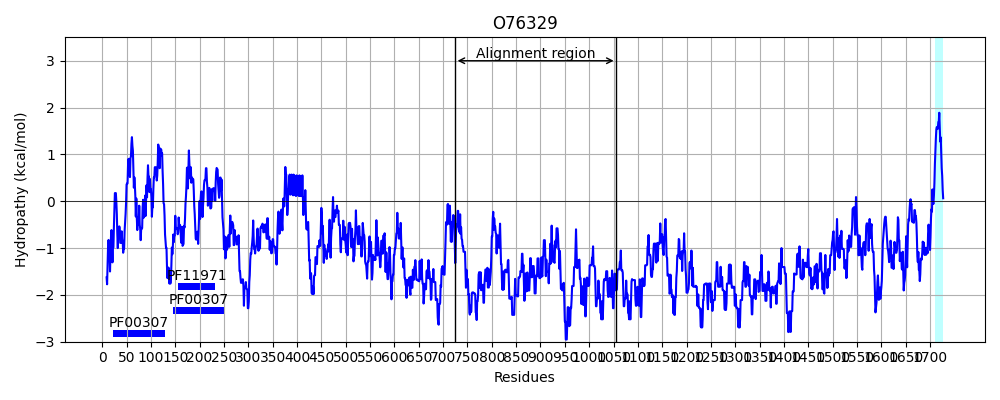 O76329
Hydropathy (kcal/mol)
3
2
1
0
−1
−2
−3
Alignment region
PF11971
PF00307
PF00307
0 50 100 150 200 250 300 350 400 450 500 550 600 650 700 750 800 850 900 950 1000 1050 1100 1150 1200 1250 1300 1350 1400 1450 1500 1550 1600 1650 1700
Residues